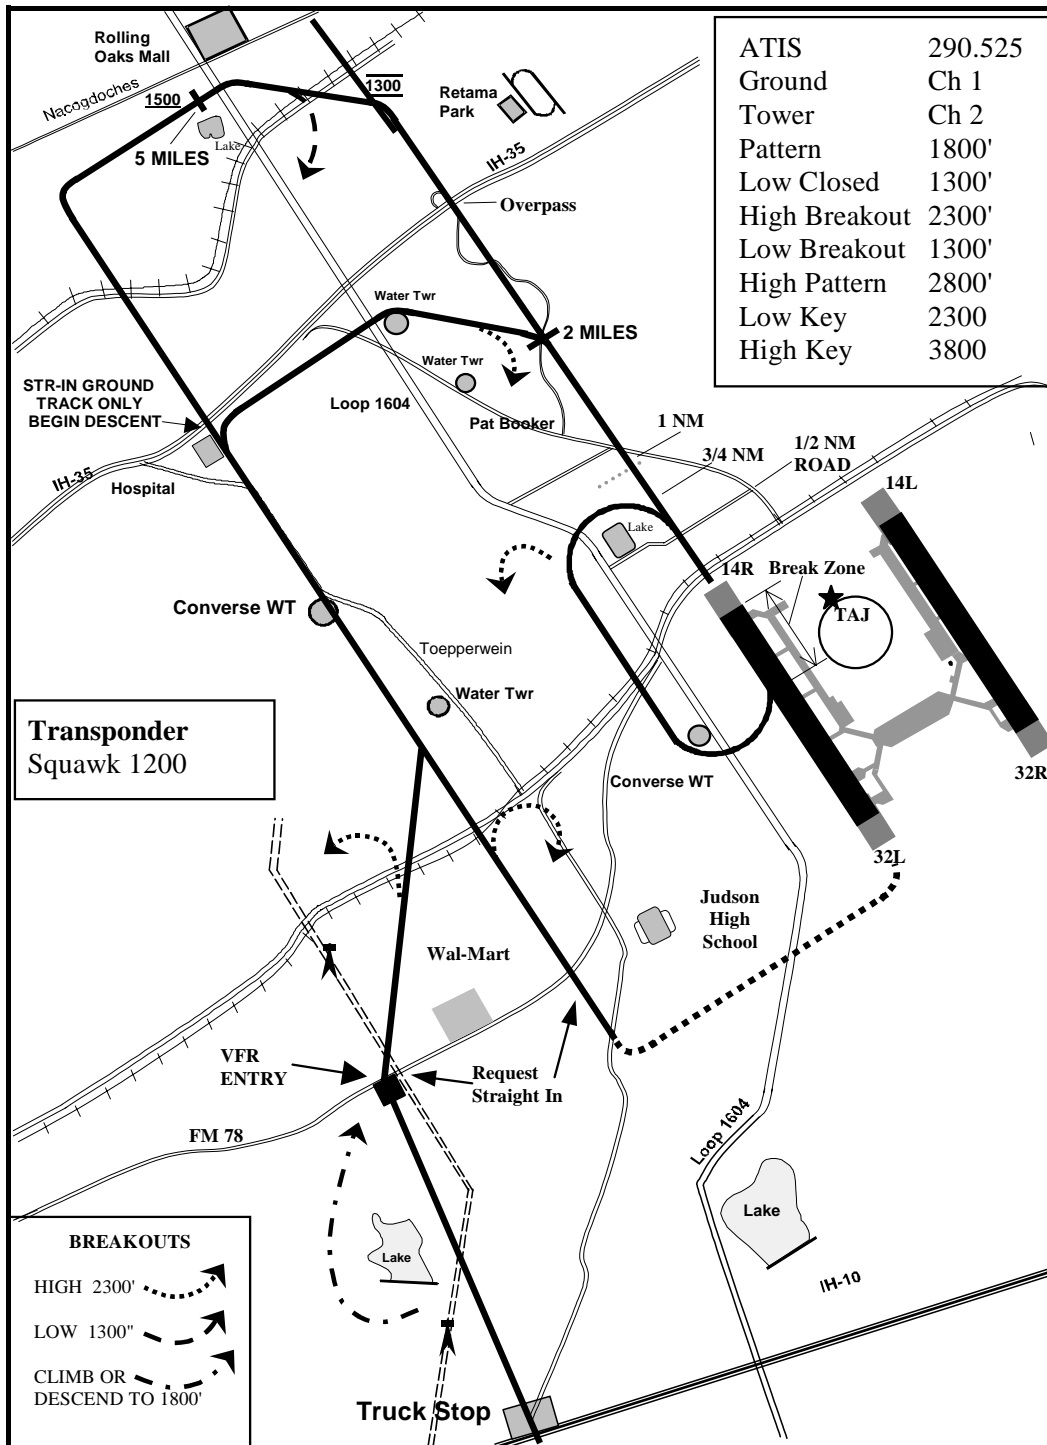 Rolling
Oaks Mall
Nacogdoches
1500
1300
Lake
5 MILES
Retama
Park
IH-35
Overpass
ATIS 290.525
Ground Ch 1
Tower Ch 2
Pattern 1800'
Low Closed 1300'
High Breakout 2300'
Low Breakout 1300'
High Pattern 2800'
Low Key 2300
High Key 3800
Water Twr
2 MILES
Water Twr
STR-IN GROUND
TRACK ONLY
BEGIN DESCENT
Loop 1604
Pat Booker
1 NM
3/4 NM
1/2 NM
ROAD
IH-35
Hospital
14L
Lake
14R
Break Zone
TAJ
Converse WT
Toepperwein
Water Twr
Transponder
Squawk 1200
Converse WT
32R
32L
Judson
High
School
Wal-Mart
VFR
ENTRY
Request
Straight In
FM 78
Loop 1604
Lake
Lake
IH-10
BREAKOUTS
HIGH 2300'
LOW 1300"
CLIMB OR
DESCEND TO 1800'
Truck Stop